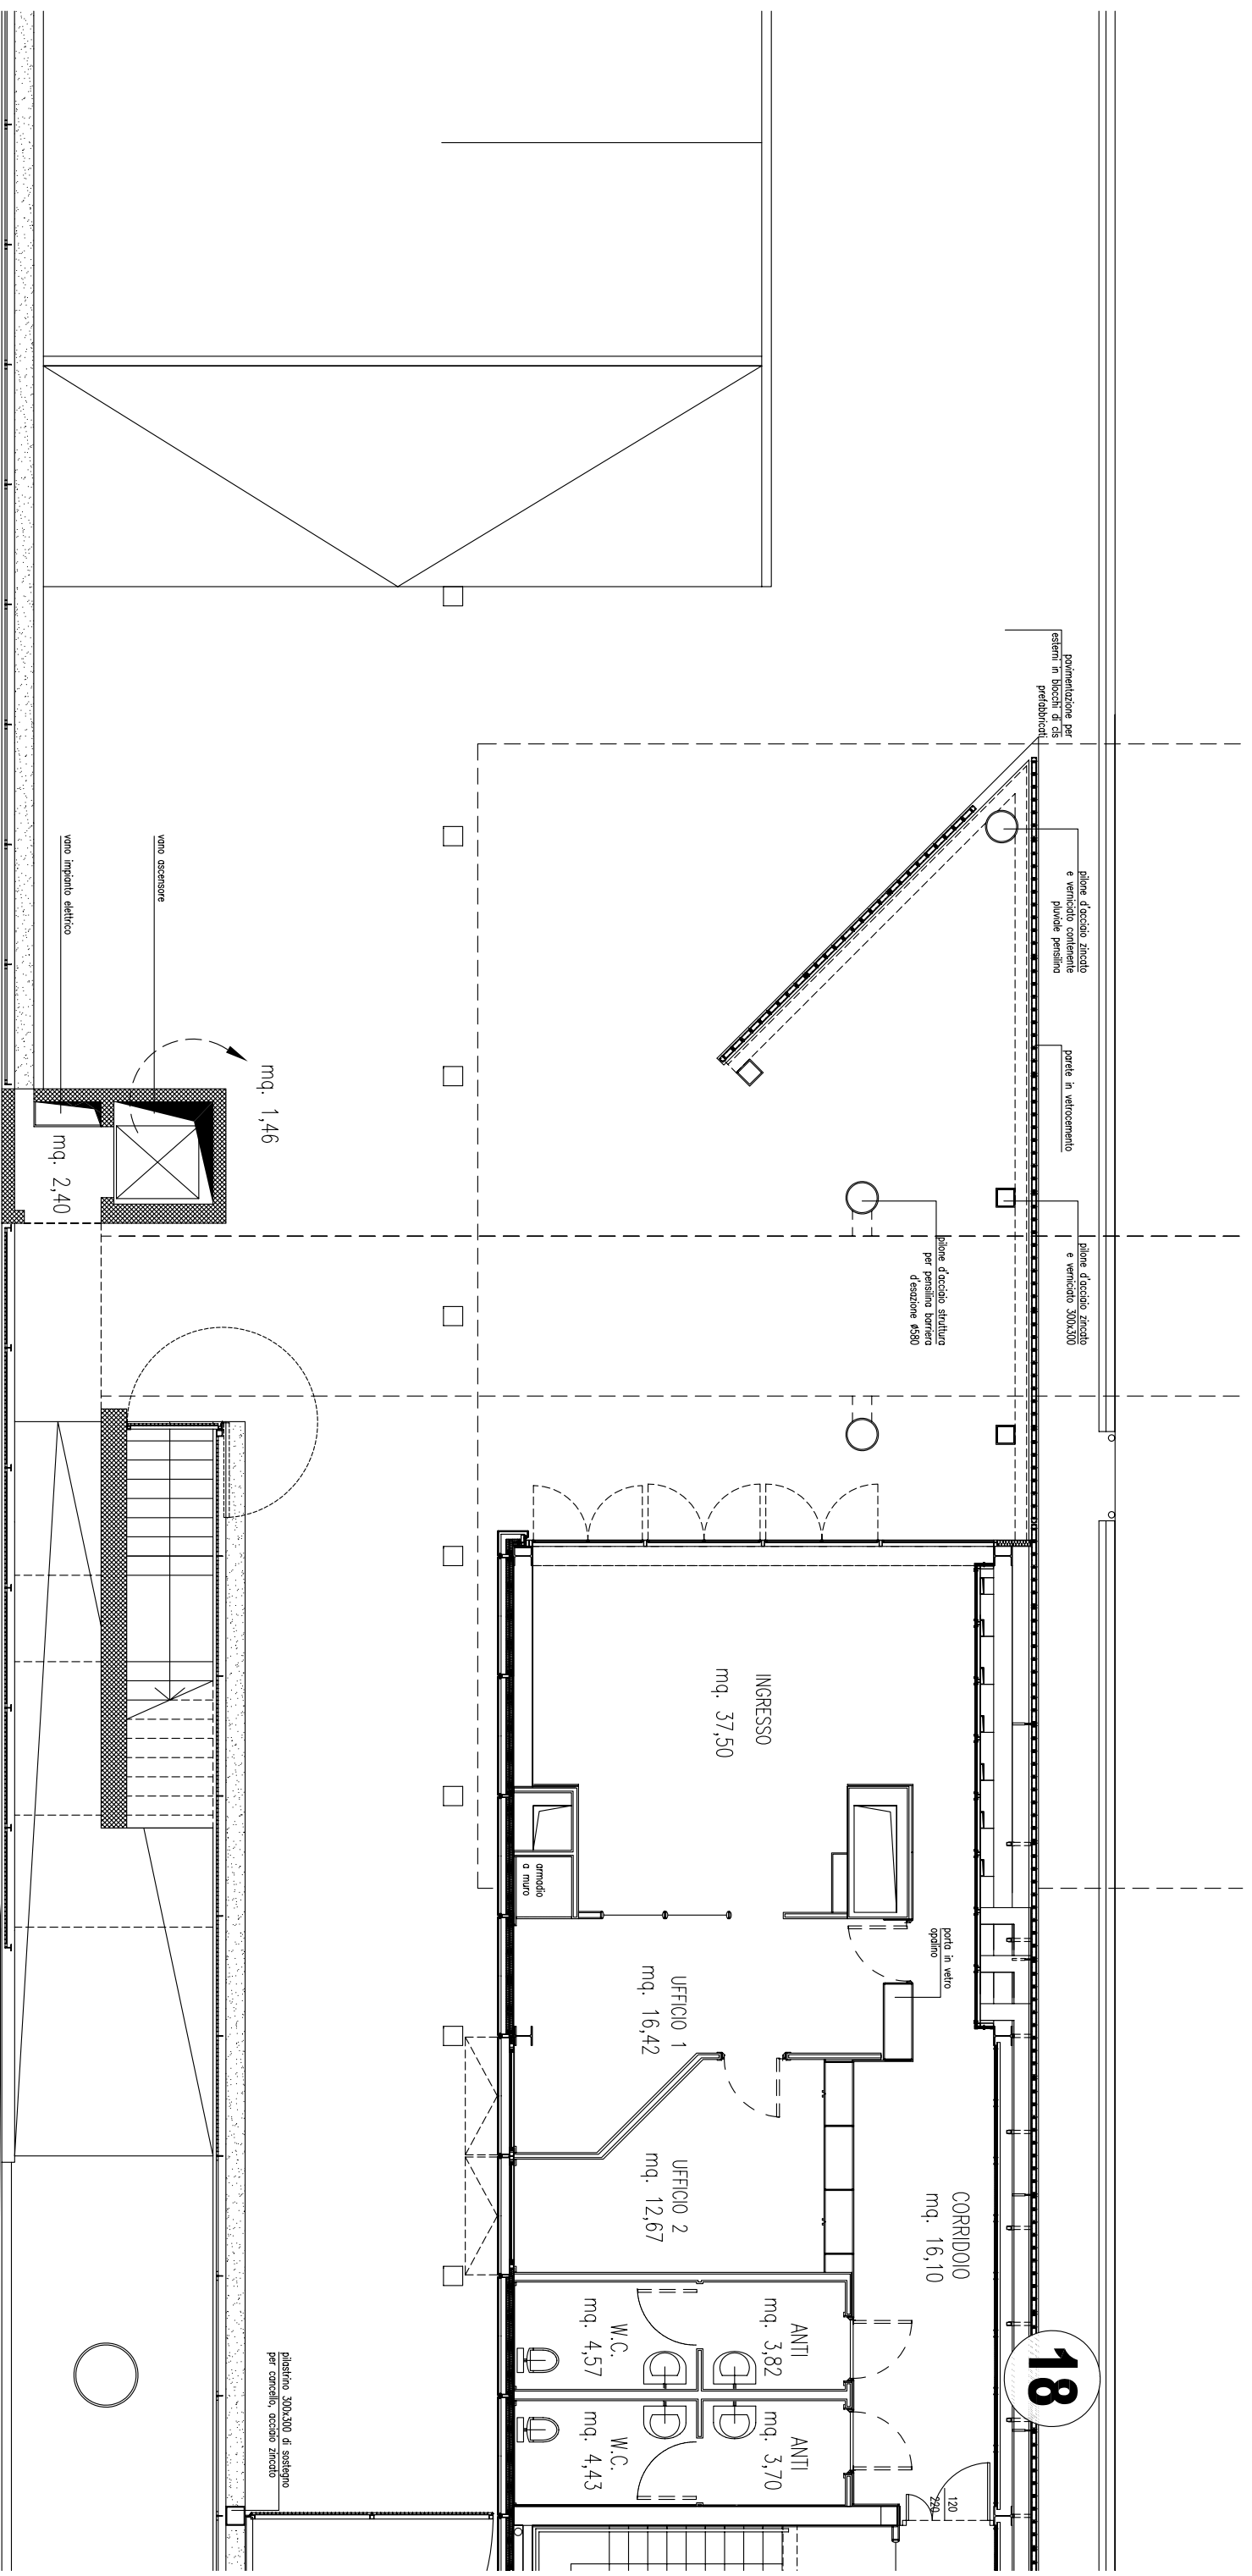 pavimentazione per
esterni in blocchi di cls
prefabbricati
pilone d'acciaio zincato
e verniciato contenente
pluviale pensilina
parete in vetrocemento
pilone d'acciaio zincato
e verniciato 300x300
pilone d'acciaio struttura
per pensilina barriera
d'esazione ø580
vano ascensore
vano impianto elettrico
mq. 1,46
mq. 2,40
INGRESSO
mq. 37,50
armadio
a muro
porta in vetro
opalino
UFFICIO 1
mq. 16,42
UFFICIO 2
mq. 12,67
CORRIDOIO
mq. 16,10
18
ANTI
mq. 3,82
W.C.
mq. 4,57
ANTI
mq. 3,70
W.C.
mq. 4,43
120
220
pilastrino 300x300 di sostegno
per cancello, acciaio zincato